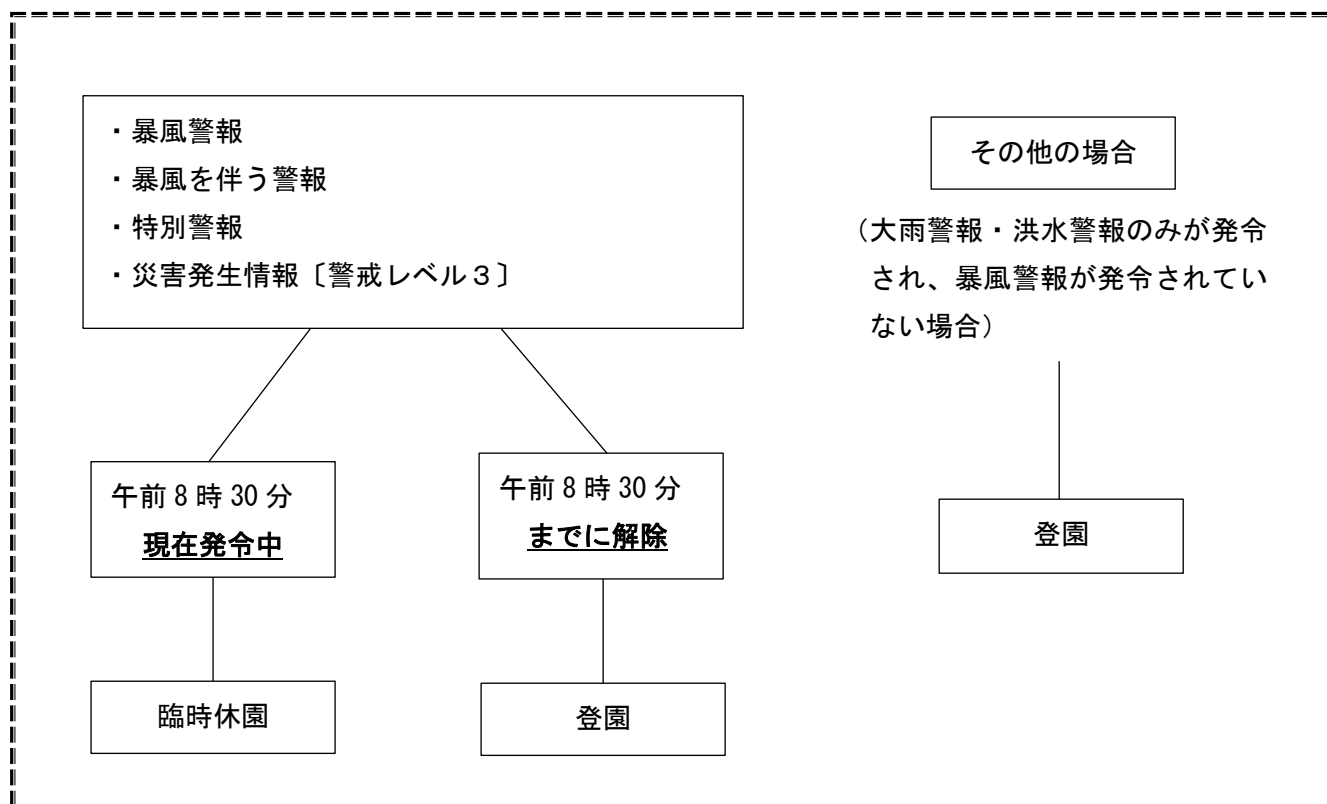 ・暴風警報
・暴風を伴う警報
・特別警報
・災害発生情報〔警戒レベル３〕
午前８時30分
現在発令中
臨時休園
午前８時30分
までに解除
登園
その他の場合
（大雨警報・洪水警報のみが発令
され、暴風警報が発令されてい
ない場合）
登園